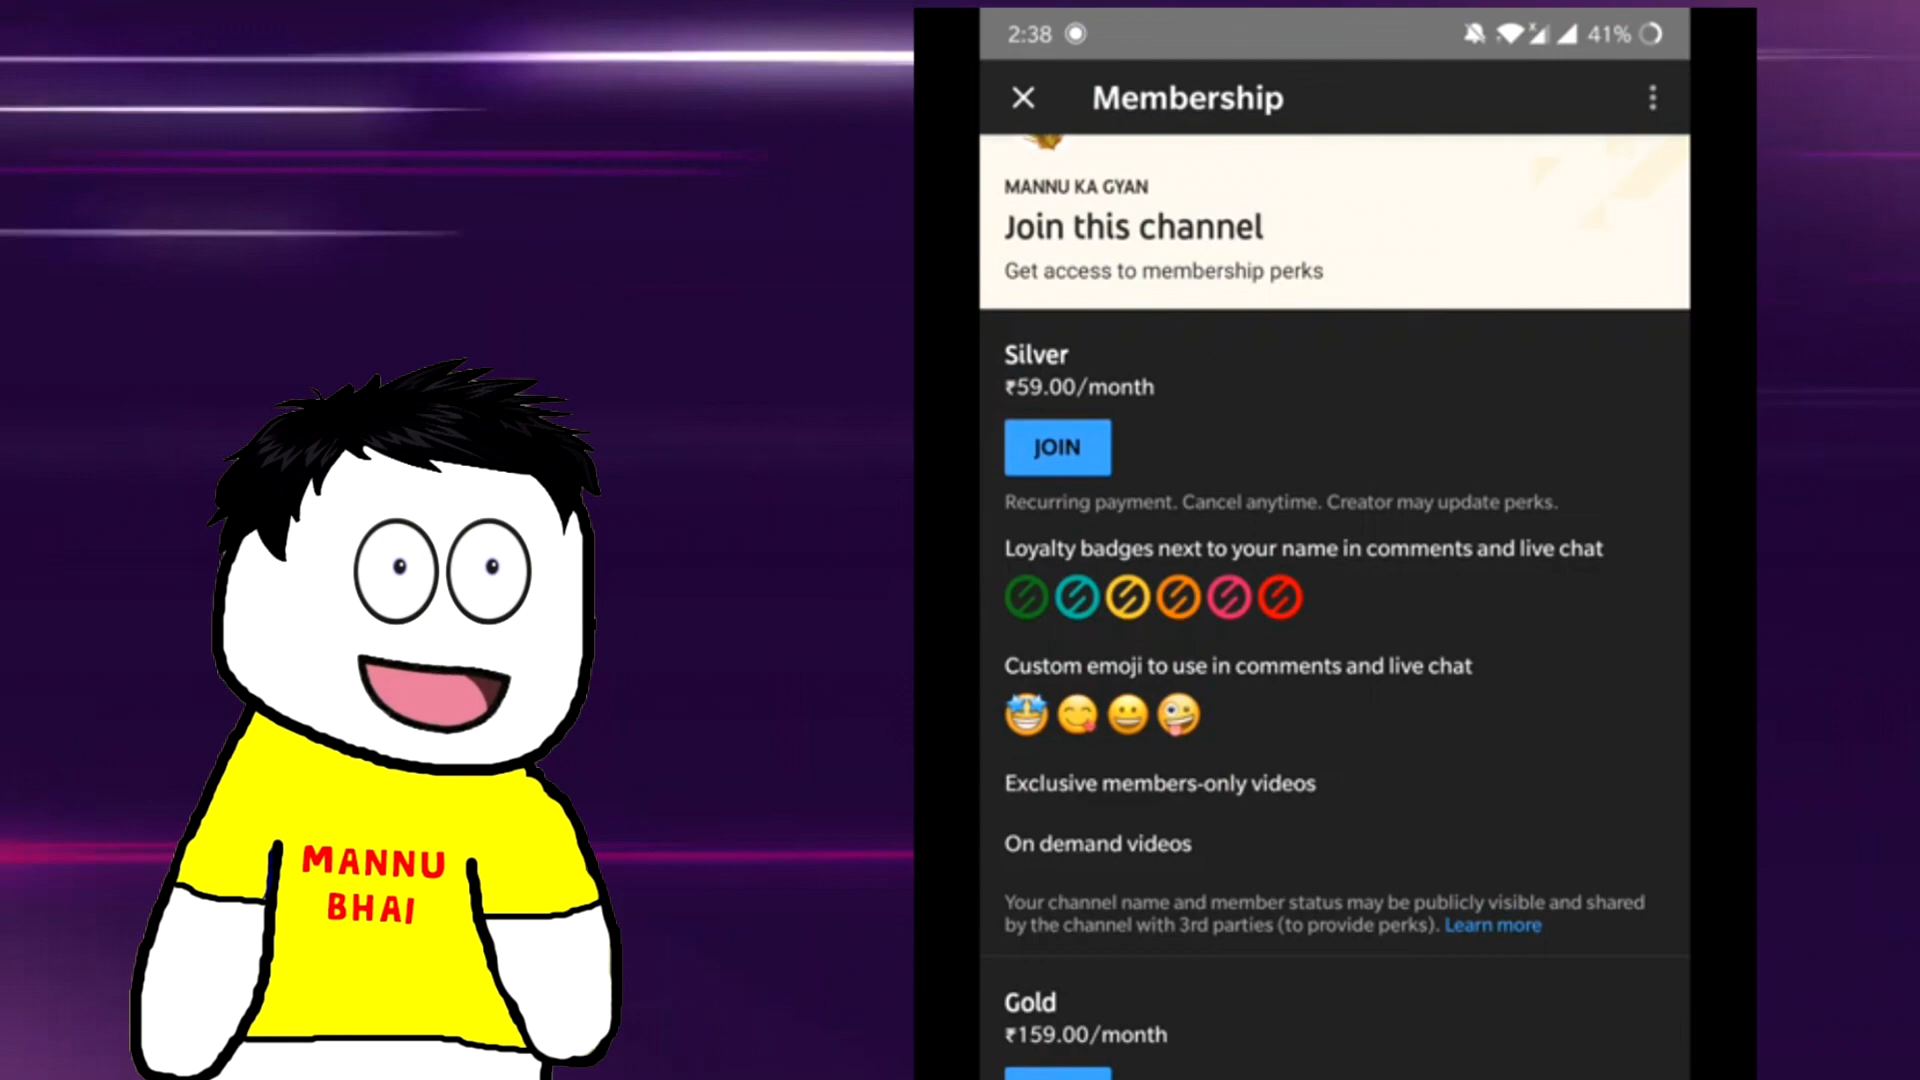 2:38
41%
Membership
MANNU KA GYAN
Join this channel
Get access to membership perks
Silver
₹59.00/month
JOIN
Recurring payment. Cancel anytime. Creator may update perks.
Loyalty badges next to your name in comments and live chat
Custom emoji to use in comments and live chat
Exclusive members-only videos
On demand videos
Your channel name and member status may be publicly visible and shared
by the channel with 3rd parties (to provide perks). Learn more
Gold
₹159.00/month
MANNU
BHAI